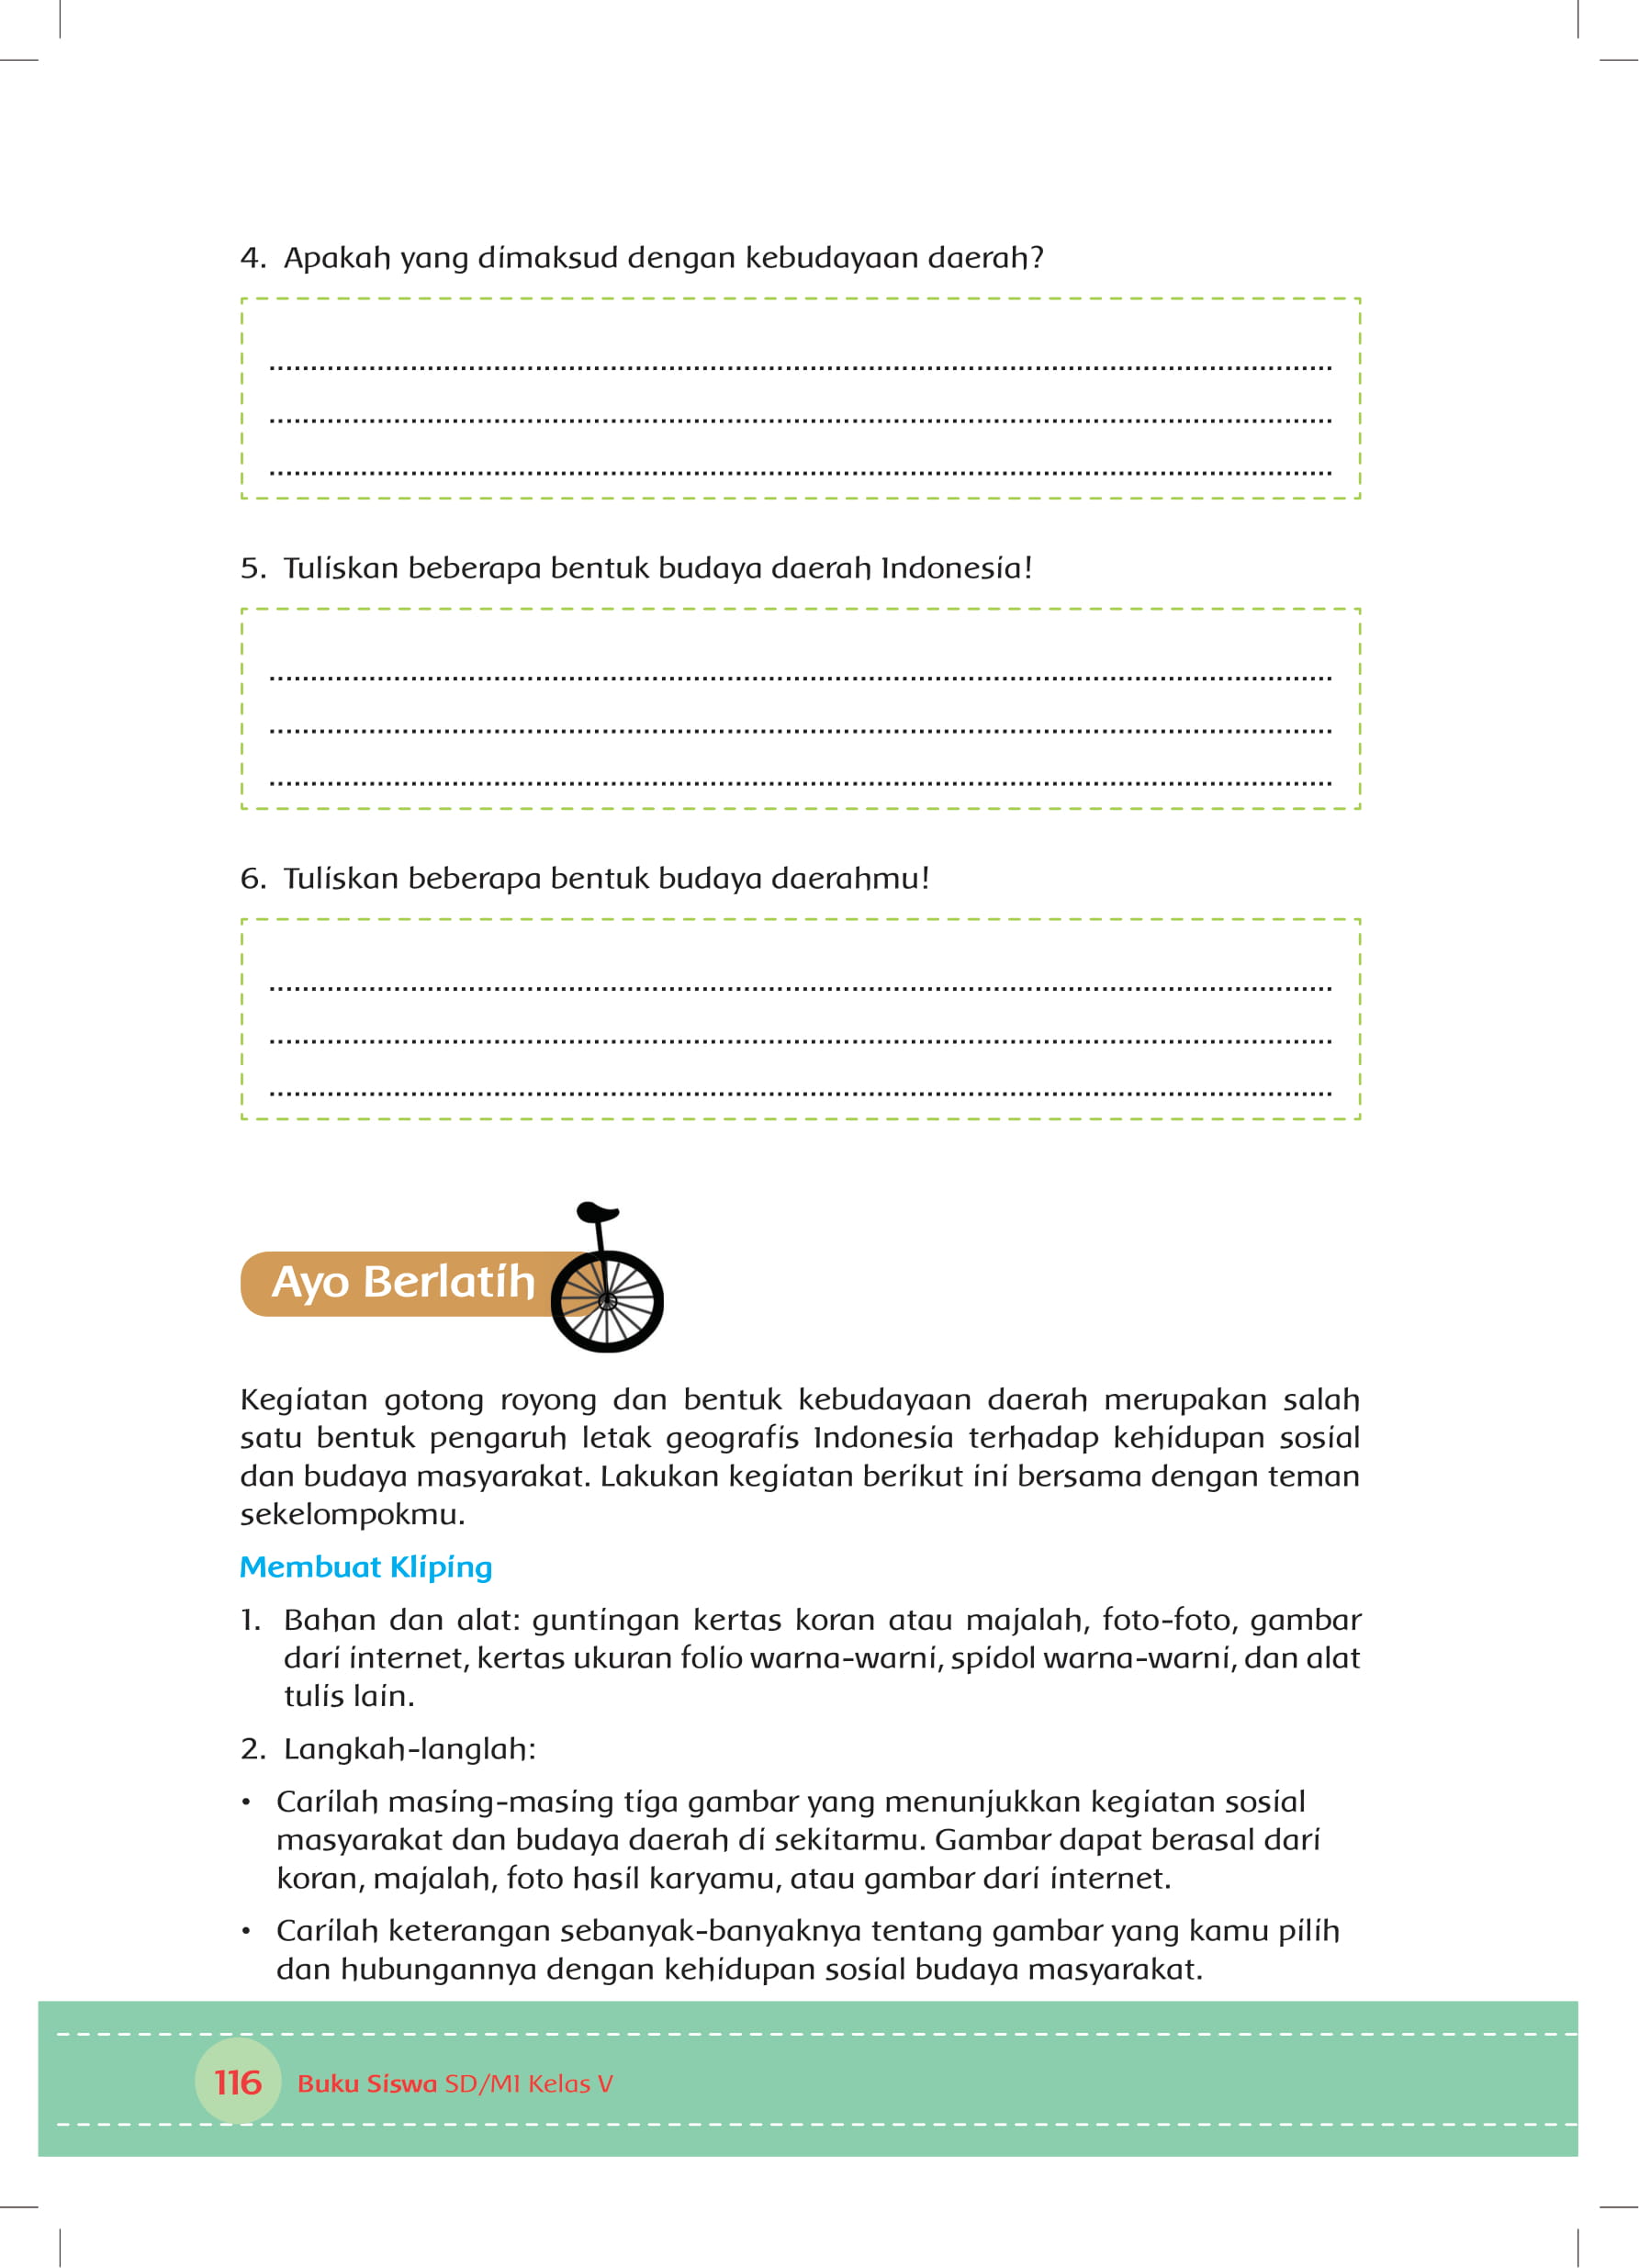 4. Apakah yang dimaksud dengan kebudayaan daerah?
5. Tuliskan beberapa bentuk budaya daerah Indonesia!
6. Tuliskan beberapa bentuk budaya daerahmu!
Ayo Berlatih
Kegiatan gotong royong dan bentuk kebudayaan daerah merupakan salah
satu bentuk pengaruh letak geografis Indonesia terhadap kehidupan sosial
dan budaya masyarakat. Lakukan kegiatan berikut ini bersama dengan teman
sekelompokmu.
Membuat Kliping
1. Bahan dan alat: guntingan kertas koran atau majalah, foto-foto, gambar
dari internet, kertas ukuran folio warna-warni, spidol warna-warni, dan alat
tulis lain.
2. Langkah-langlah:
• Carilah masing-masing tiga gambar yang menunjukkan kegiatan sosial
masyarakat dan budaya daerah di sekitarmu. Gambar dapat berasal dari
koran, majalah, foto hasil karyamu, atau gambar dari internet.
• Carilah keterangan sebanyak-banyaknya tentang gambar yang kamu pilih
dan hubungannya dengan kehidupan sosial budaya masyarakat.
116 Buku Siswa SD/MI Kelas V